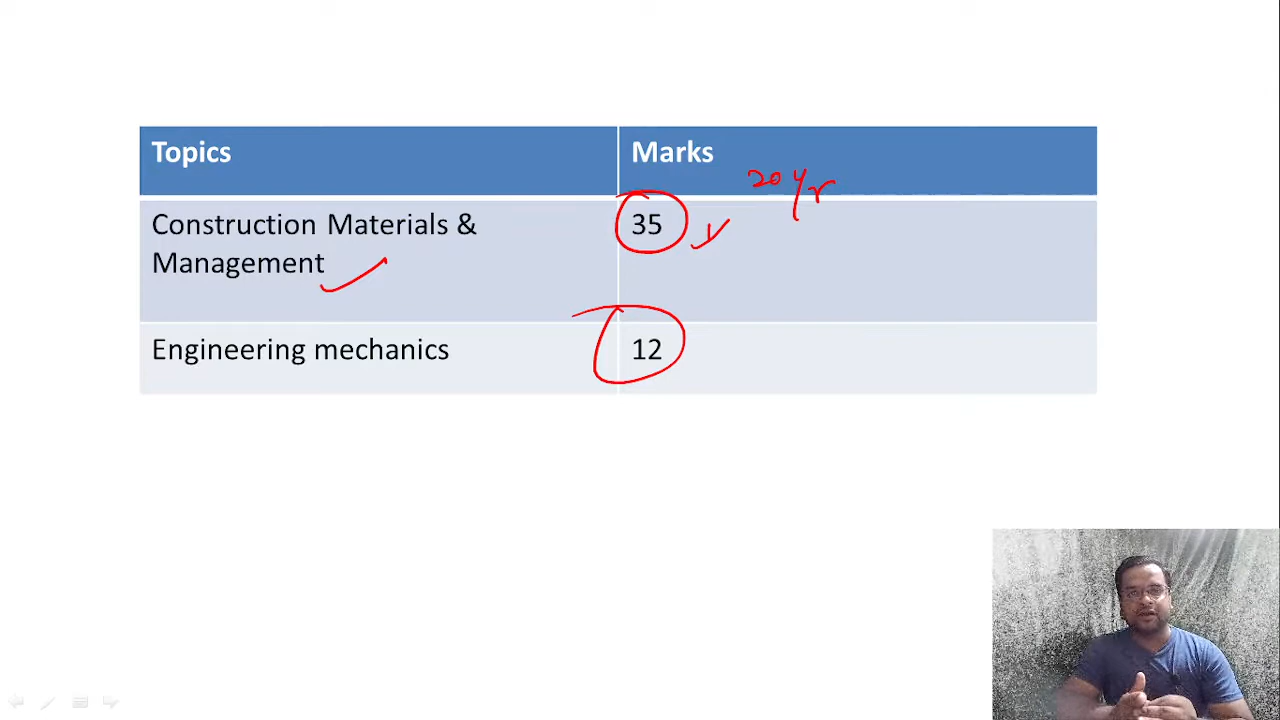 Topics Marks
20 Yr
Construction Materials & 35
Management
Engineering mechanics 12